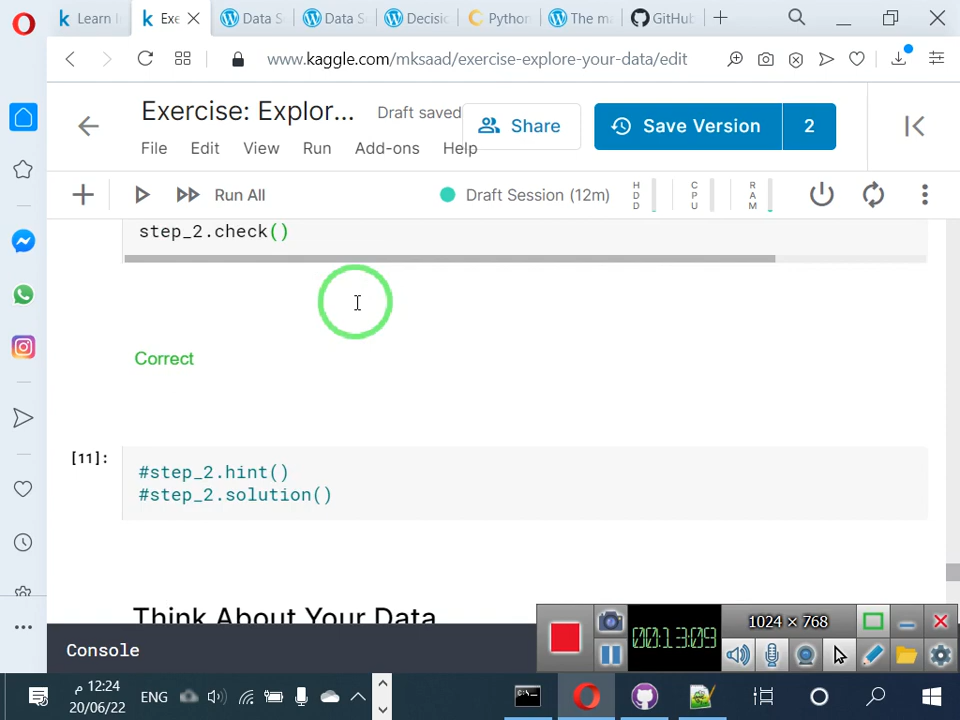 Learn I
Exe
Data S
Data S
Decisio
Python
The ma
GitHub
www.kaggle.com/mksaad/exercise-explore-your-data/edit
Exercise: Explor...
Draft saved
Share
Save Version
2
File Edit View Run Add-ons Help
Run All
Draft Session (12m)
HDD
CPU
RAM
step_2.check()
Correct
[11]:
#step_2.hint()
#step_2.solution()
Think About Your Data
Console
1024 × 768
00:13:09
12:24 م
ENG
20/06/22